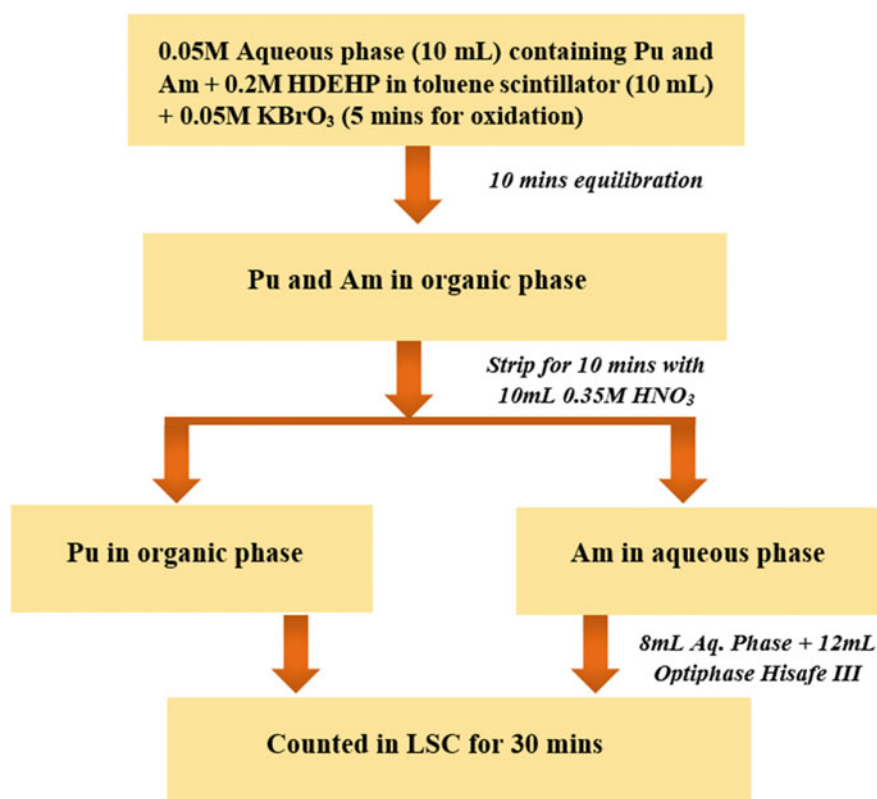 0.05M Aqueous phase (10 mL) containing Pu and
Am + 0.2M HDEHP in toluene scintillator (10 mL)
+ 0.05M KBrO₃ (5 mins for oxidation)
10 mins equilibration
Pu and Am in organic phase
Strip for 10 mins with
10mL 0.35M HNO₃
Pu in organic phase
Am in aqueous phase
8mL Aq. Phase + 12mL
Optiphase Hisafe III
Counted in LSC for 30 mins